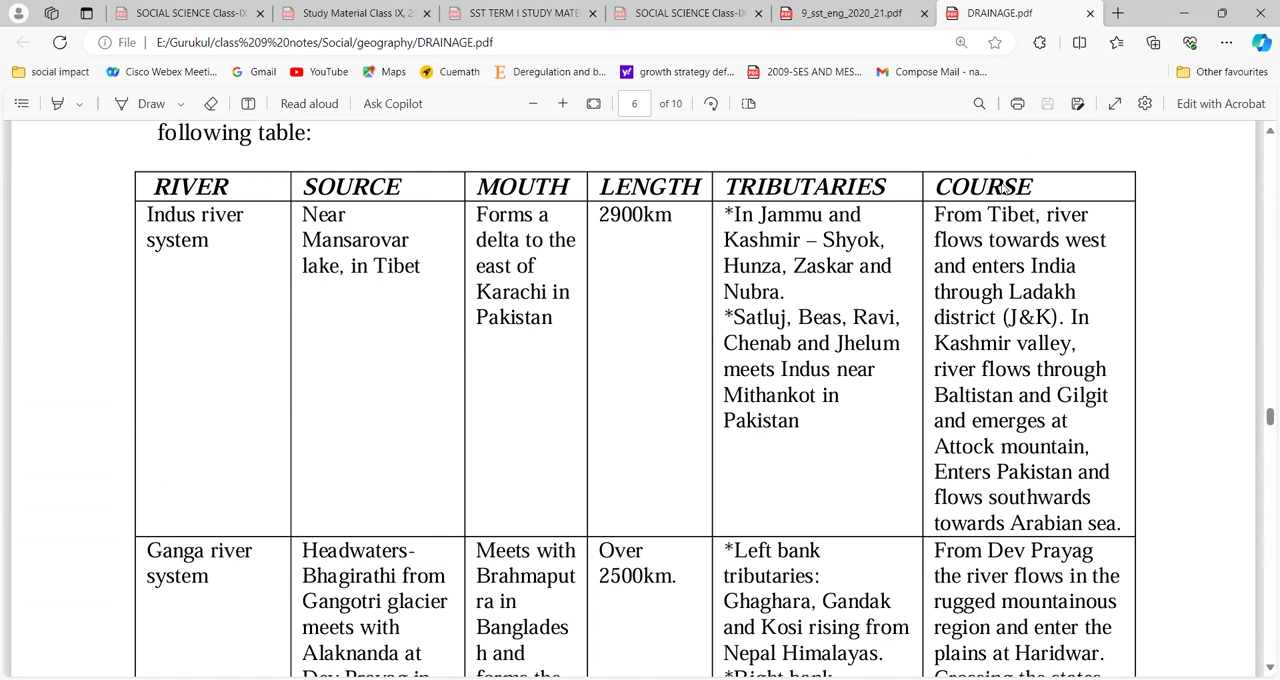 SOCIAL SCIENCE Class-IX
Study Material Class IX, 2
SST TERM I STUDY MATE
SOCIAL SCIENCE Class-IX
9_sst_eng_2020_21.pdf
DRAINAGE.pdf
File
E:/Gurukul/class%209%20notes/Social/geography/DRAINAGE.pdf
social impact
Cisco Webex Meeti...
Gmail
YouTube
Maps
Cuemath
Deregulation and b...
growth strategy def...
2009-SES AND MES...
Compose Mail - na...
Other favourites
Draw
Read aloud
Ask Copilot
6 of 10
Edit with Acrobat
following table:
RIVER
SOURCE
MOUTH
LENGTH
TRIBUTARIES
COURSE
Indus river
system
Near
Mansarovar
lake, in Tibet
Forms a
delta to the
east of
Karachi in
Pakistan
2900km
*In Jammu and
Kashmir – Shyok,
Hunza, Zaskar and
Nubra.
*Satluj, Beas, Ravi,
Chenab and Jhelum
meets Indus near
Mithankot in
Pakistan
From Tibet, river
flows towards west
and enters India
through Ladakh
district (J&K). In
Kashmir valley,
river flows through
Baltistan and Gilgit
and emerges at
Attock mountain,
Enters Pakistan and
flows southwards
towards Arabian sea.
Ganga river
system
Headwaters-
Bhagirathi from
Gangotri glacier
meets with
Alaknanda at
Dev Prayag in
Meets with
Brahmaput
ra in
Banglades
h and
forms the
Over
2500km.
*Left bank
tributaries:
Ghaghara, Gandak
and Kosi rising from
Nepal Himalayas.
*Right bank
From Dev Prayag
the river flows in the
rugged mountainous
region and enter the
plains at Haridwar.
Crossing the states